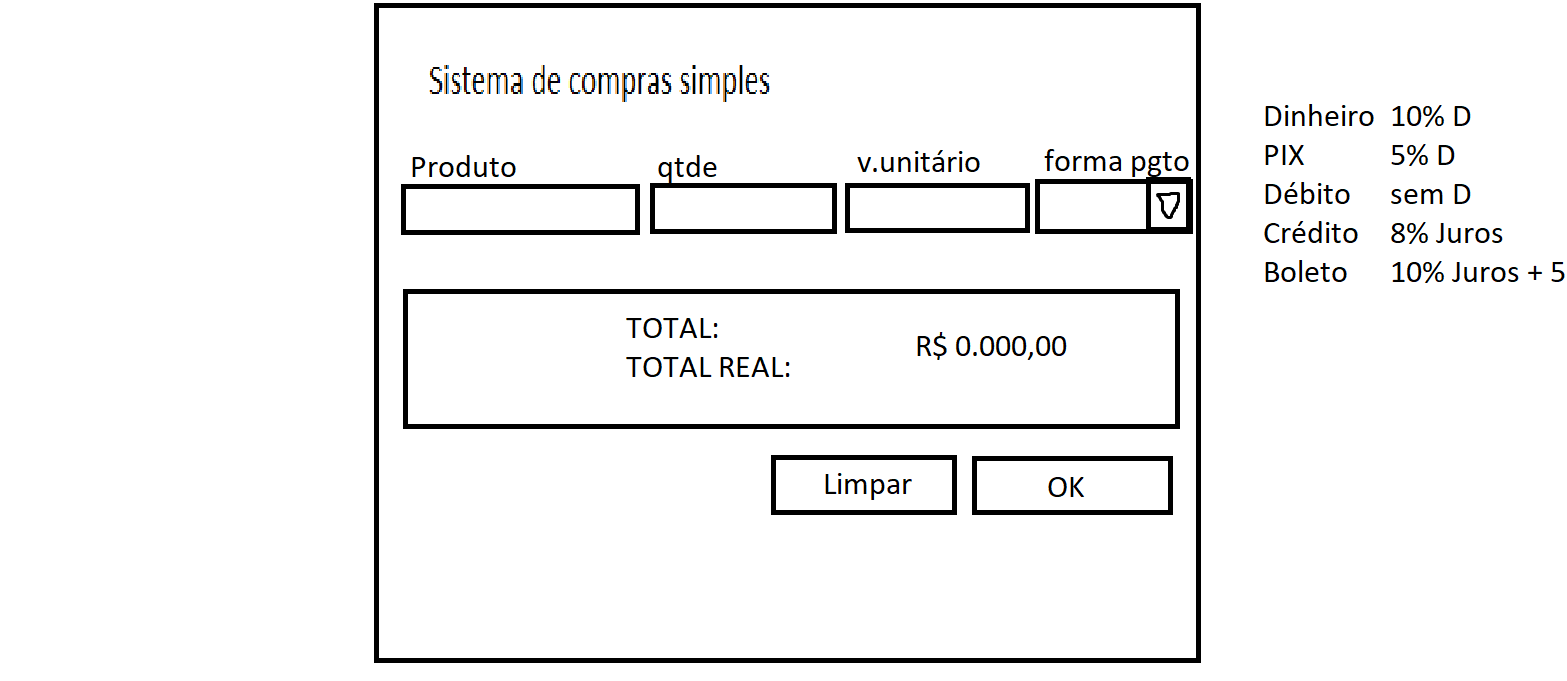 Sistema de compras simples
Produto qtde v.unitário forma pgto
TOTAL:
TOTAL REAL:
R$ 0.000,00
Limpar OK
Dinheiro 10% D
PIX 5% D
Débito sem D
Crédito 8% Juros
Boleto 10% Juros + 5